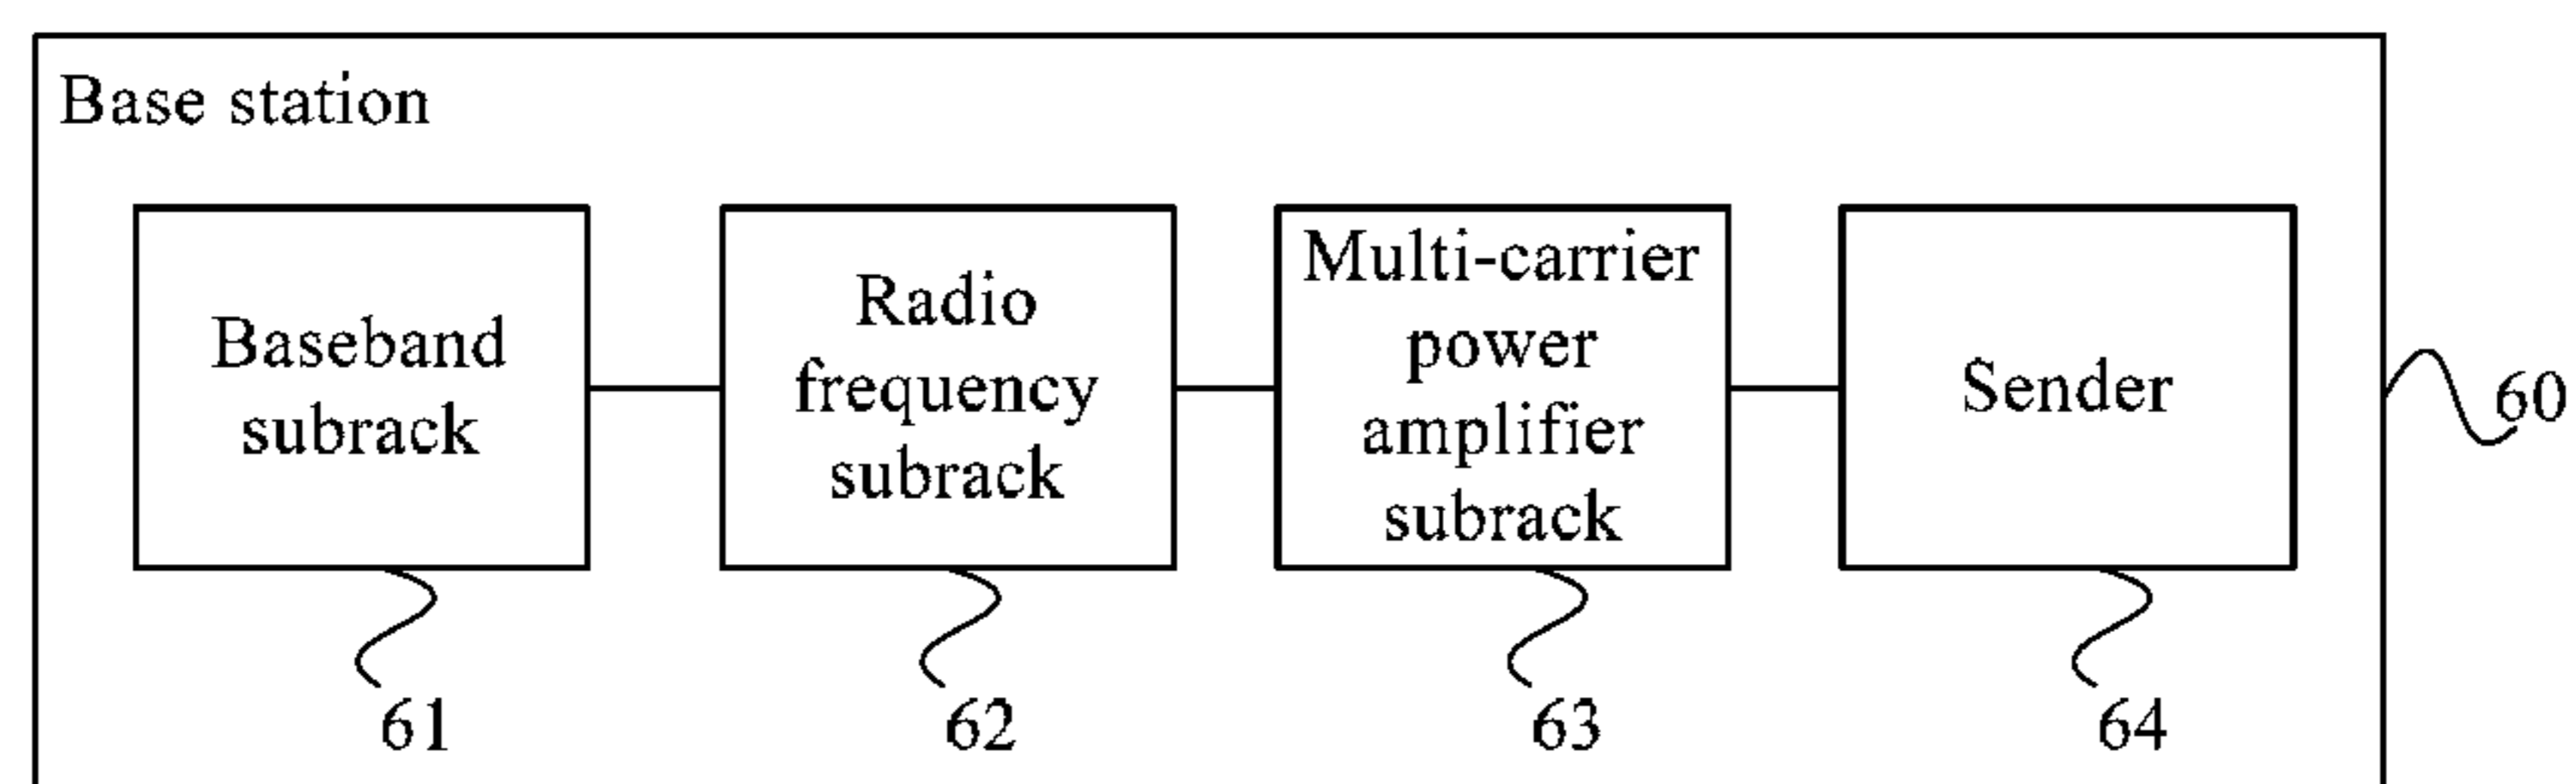 Base station
Baseband
subrack
Radio
frequency
subrack
Multi-carrier
power
amplifier
subrack
Sender
60
61
62
63
64